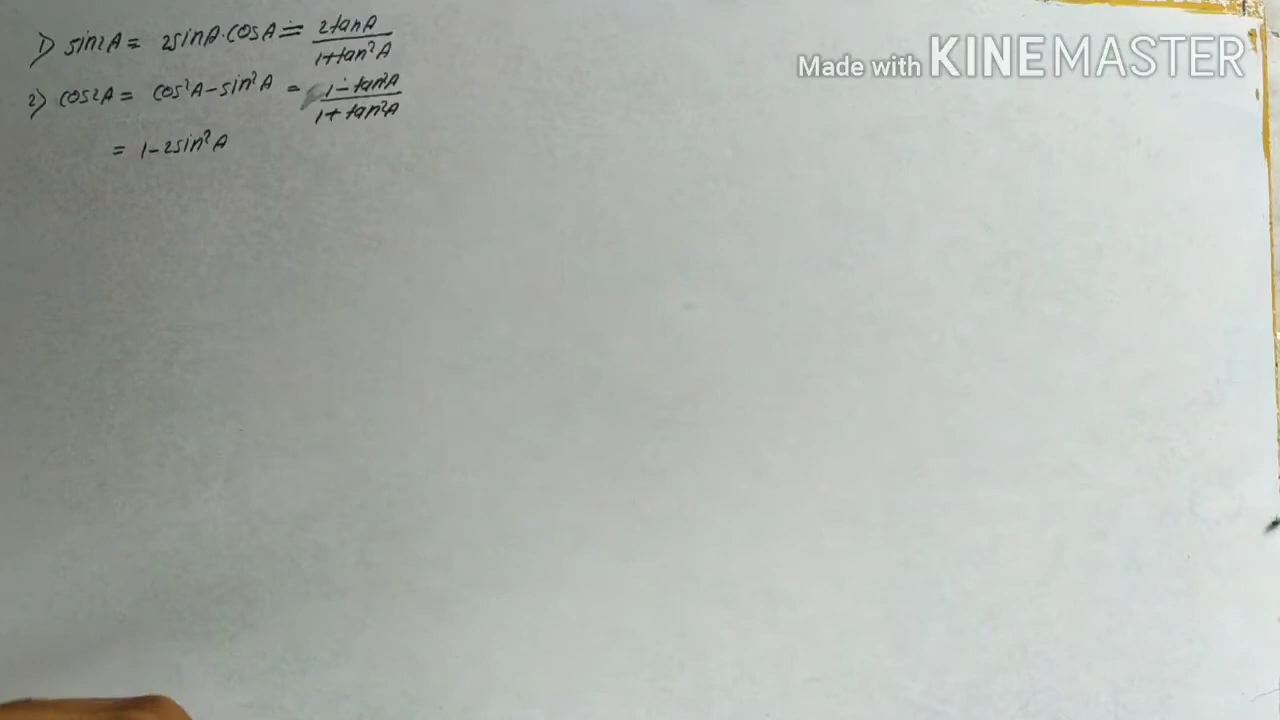 1) sin2A = 2sinA.cosA = 2tanA / 1+tan²A
2) cos2A = cos²A-sin²A = 1-tan²A / 1+tan²A
= 1-2sin²A
Made with KINEMASTER